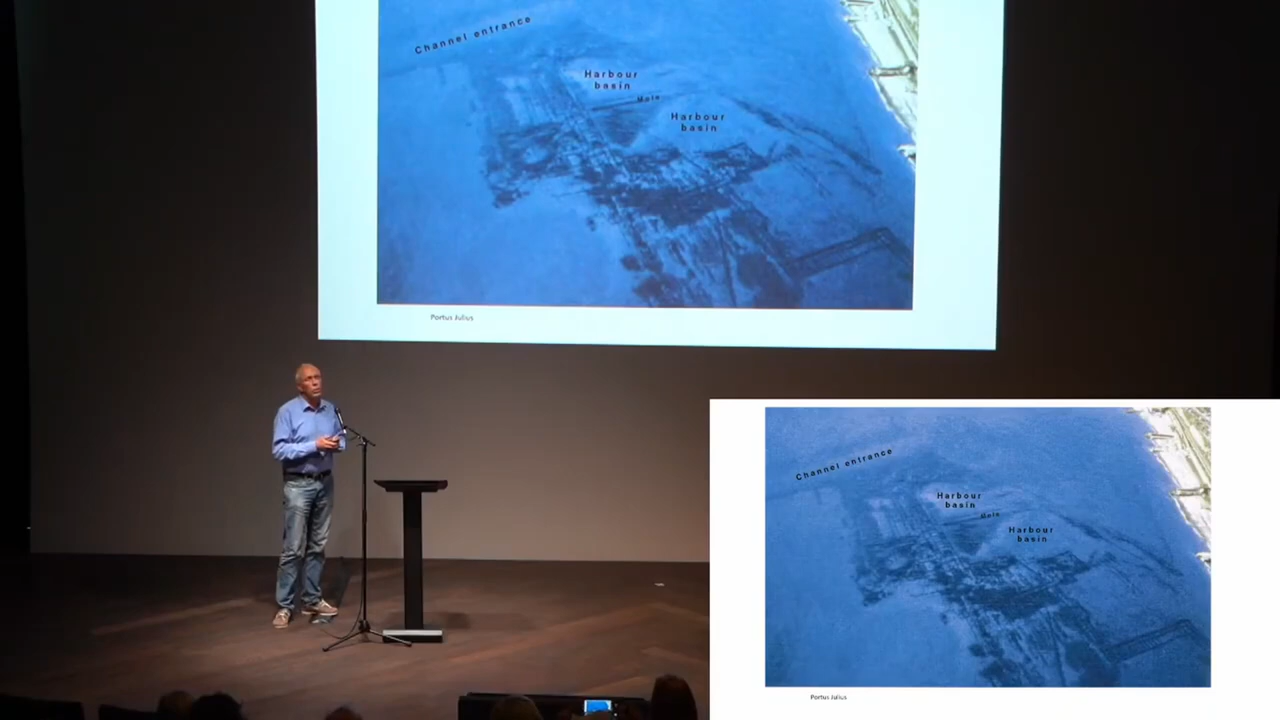 Channel entrance
Harbour
basin
Mole
Harbour
basin
Portus Julius
Channel entrance
Harbour
basin
Mole
Harbour
basin
Portus Julius